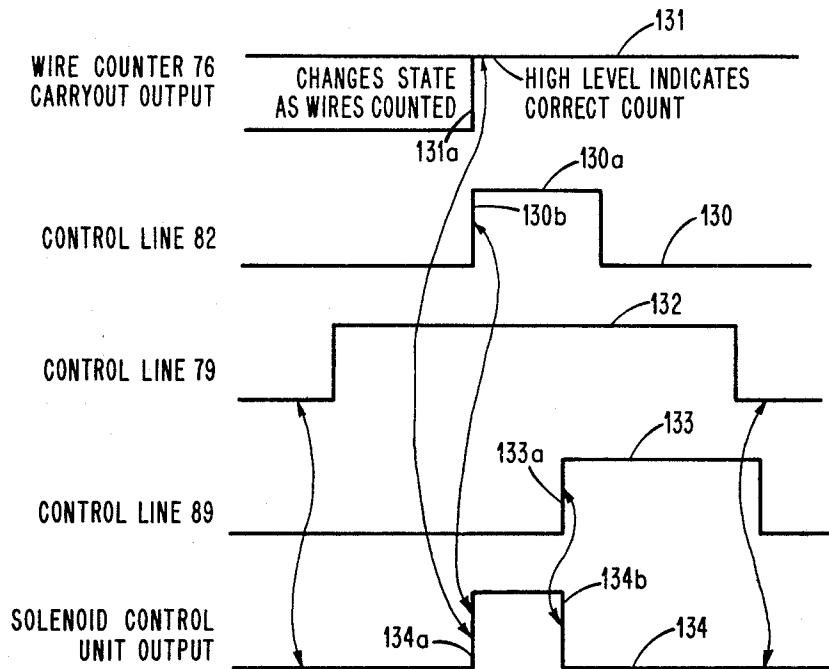 131
WIRE COUNTER 76
CARRYOUT OUTPUT
CHANGES STATE
AS WIRES COUNTED
HIGH LEVEL INDICATES
CORRECT COUNT
131a
130a
130b
130
CONTROL LINE 82
132
CONTROL LINE 79
133
133a
CONTROL LINE 89
134b
SOLENOID CONTROL
UNIT OUTPUT
134a
134